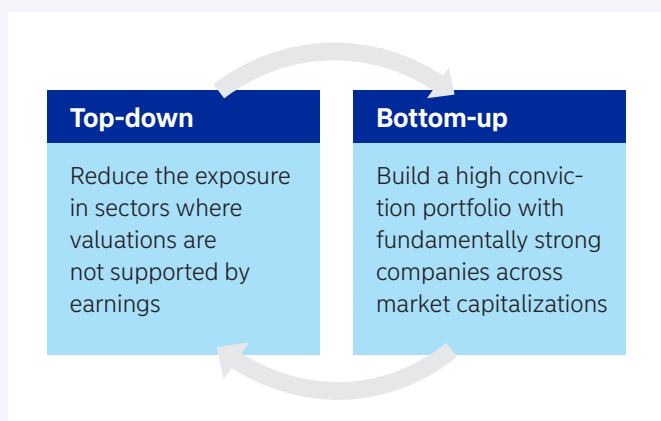 Top-down
Reduce the exposure
in sectors where
valuations are
not supported by
earnings
Bottom-up
Build a high convic-
tion portfolio with
fundamentally strong
companies across
market capitalizations